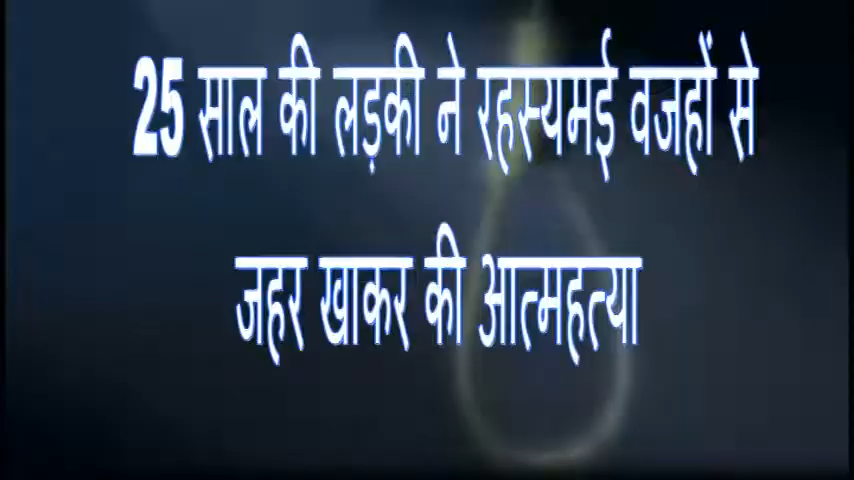 25 साल की लड़की ने रहस्यमई वजहों से
जहर खाकर की आत्महत्या